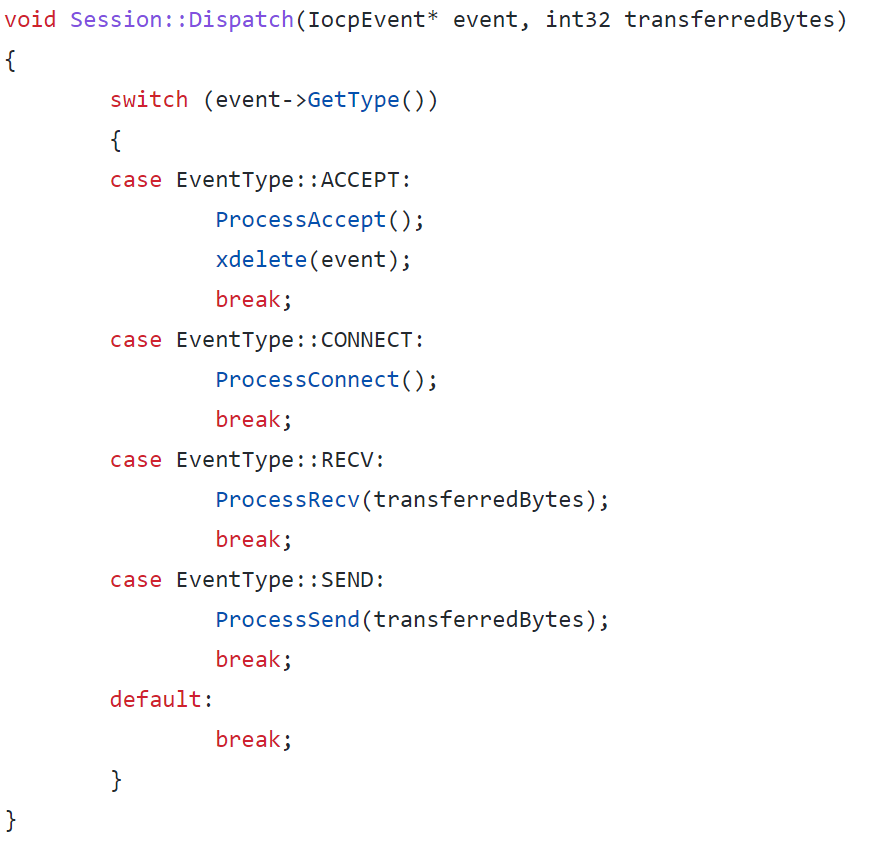 void Session::Dispatch(IocpEvent* event, int32 transferredBytes)
{
        switch (event->GetType())
        {
        case EventType::ACCEPT:
                ProcessAccept();
                xdelete(event);
                break;
        case EventType::CONNECT:
                ProcessConnect();
                break;
        case EventType::RECV:
                ProcessRecv(transferredBytes);
                break;
        case EventType::SEND:
                ProcessSend(transferredBytes);
                break;
        default:
                break;
        }
}